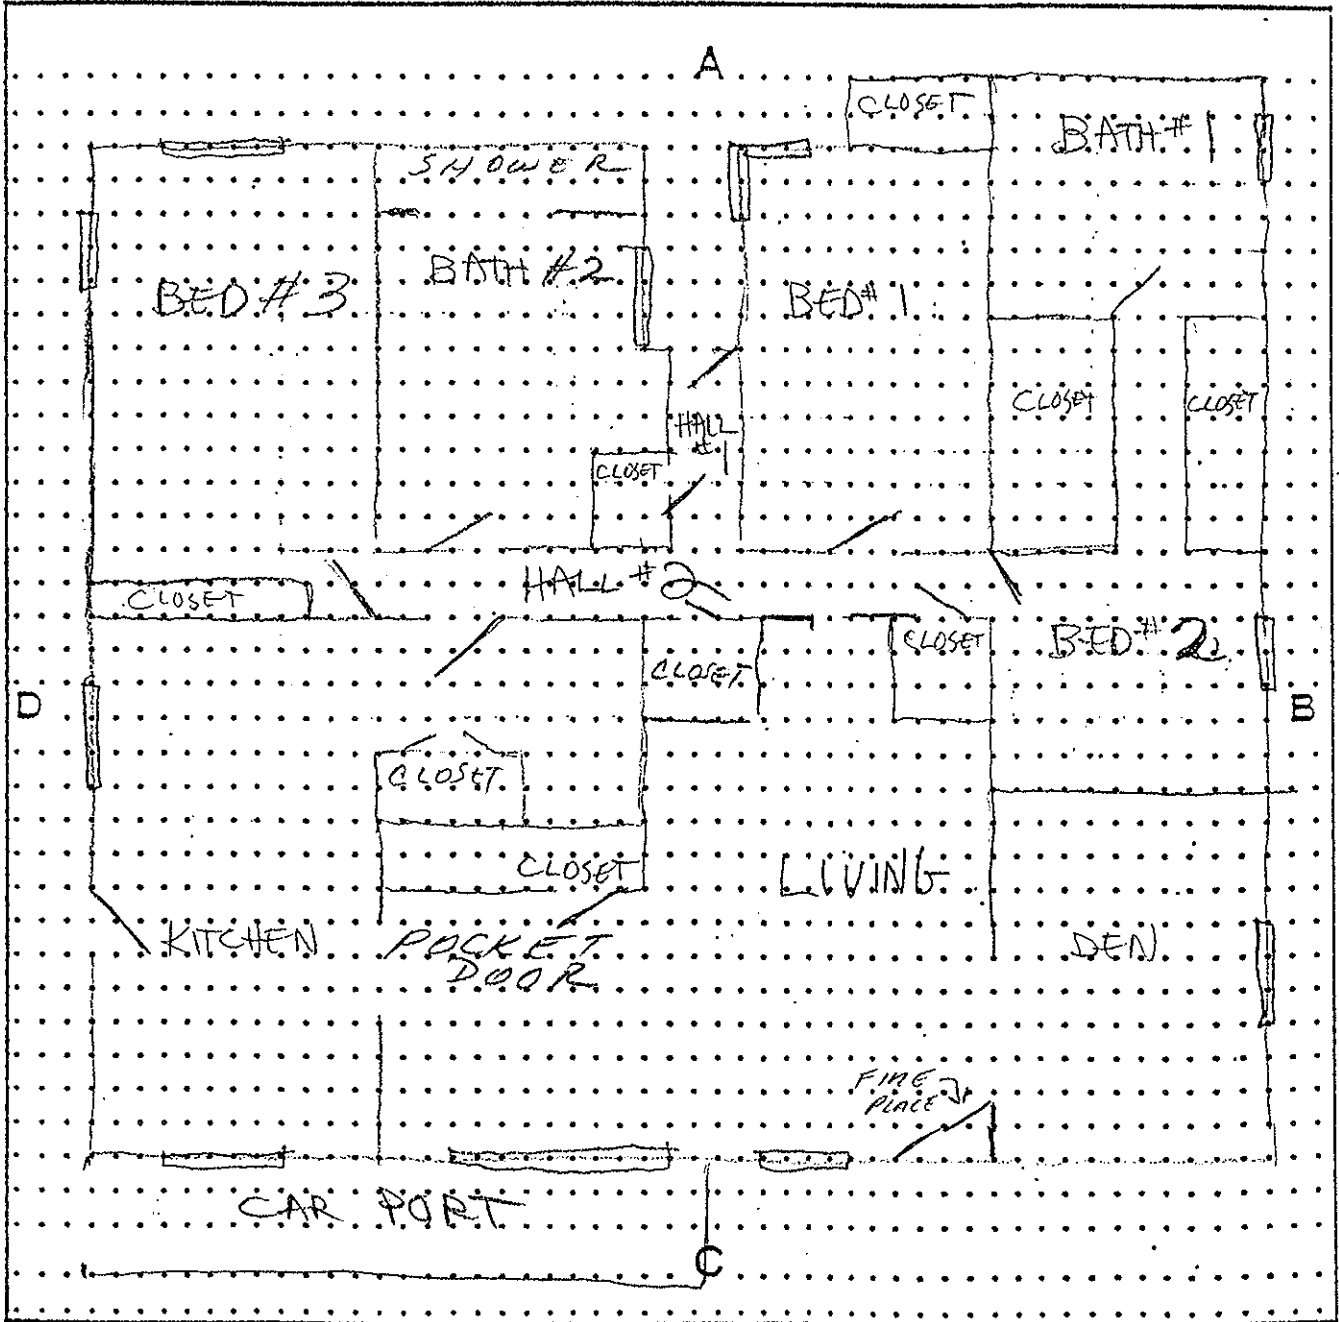 A
CLOSET
BATH #1
SHOWER
BED #3
BATH #2
BED #1
CLOSET
CLOSET
HALL
#1
CLOSET
HALL #2
CLOSET
CLOSET
BED #2
CLOSET
D
B
CLOSET
CLOSET
LIVING
KITCHEN
POCKET
DOOR
DEN
FIRE
PLACE
CAR PORT
C